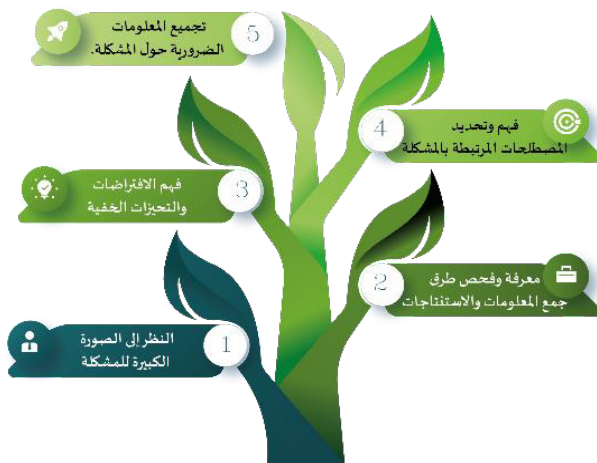 5
تجميع المعلومات
الضرورية حول المشكلة.
4
فهم وتحديد
المصطلحات المرتبطة بالمشكلة
3
فهم الافتراضات
والتحيزات الخفية
2
معرفة وفحص طرق
جمع المعلومات والاستنتاجات
1
النظر إلى الصورة
الكبيرة للمشكلة